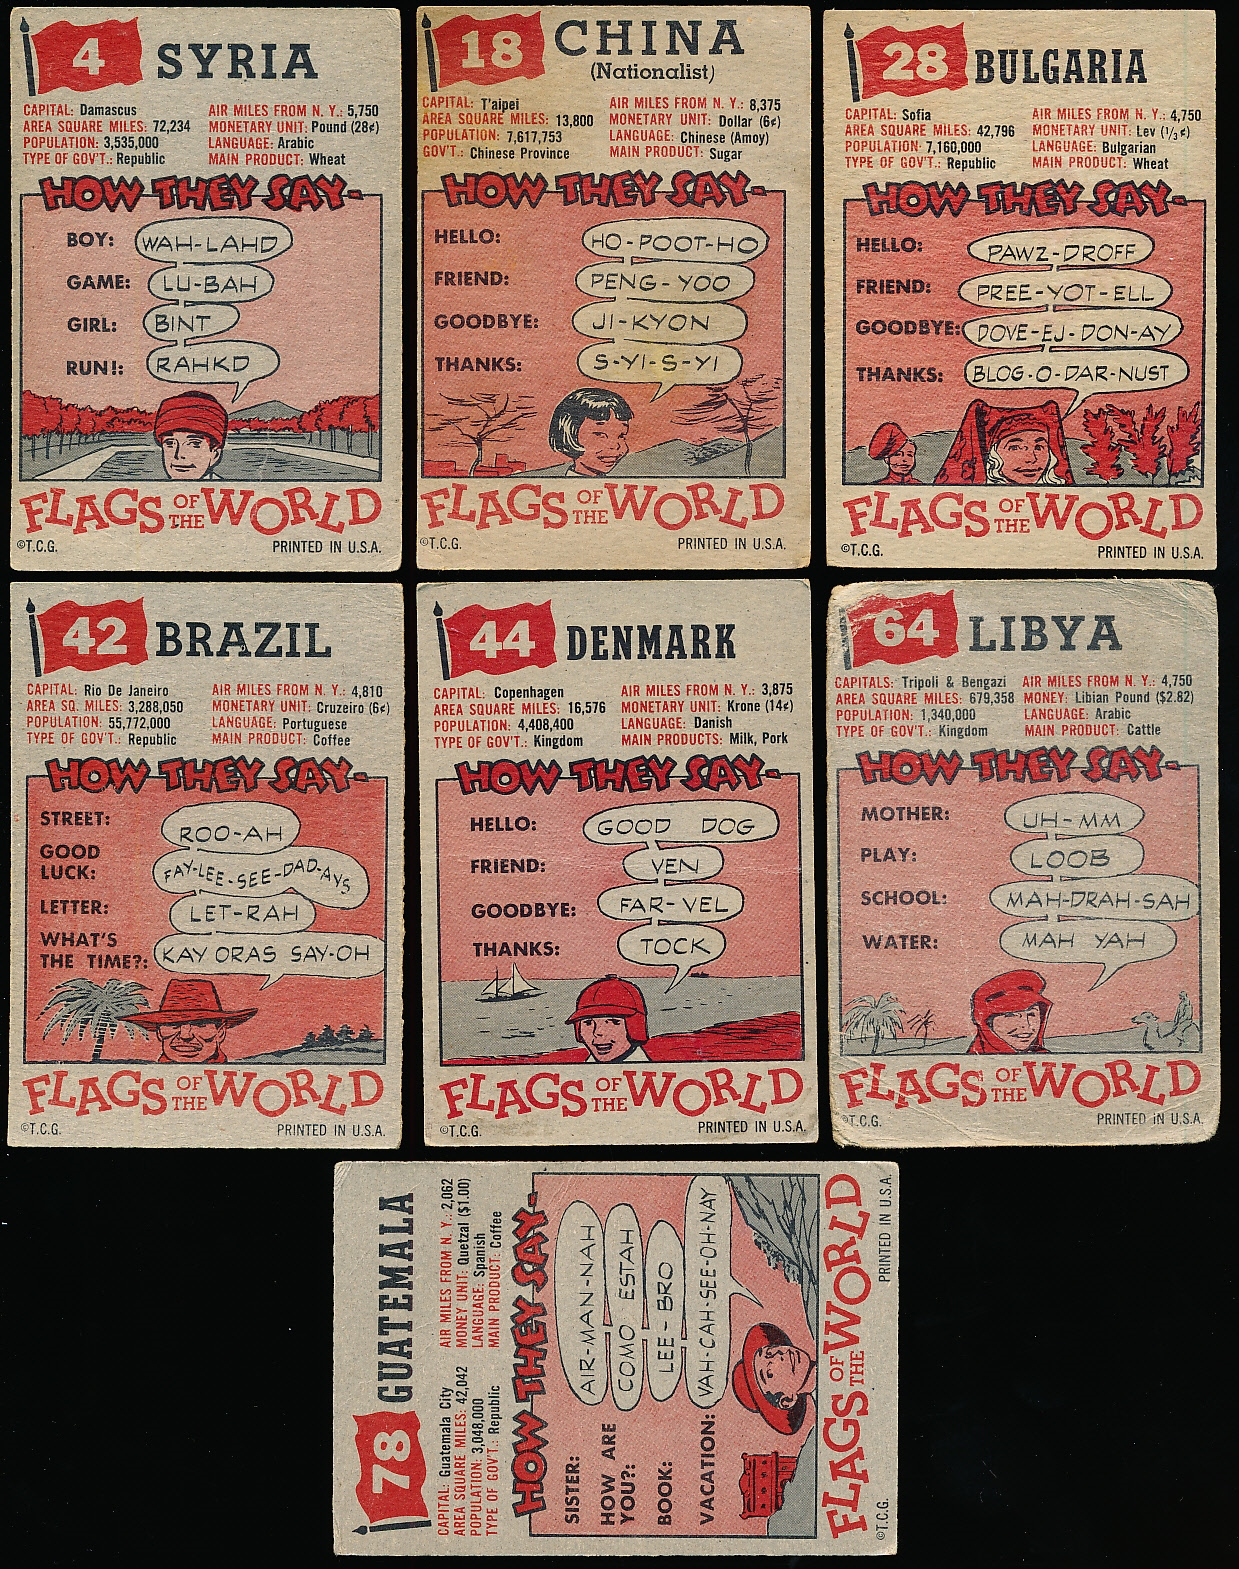 4 SYRIA
CAPITAL: Damascus
AREA SQUARE MILES: 72,234
POPULATION: 3,535,000
TYPE OF GOV'T.: Republic
AIR MILES FROM N. Y.: 5,750
MONETARY UNIT: Pound (28¢)
LANGUAGE: Arabic
MAIN PRODUCT: Wheat
HOW THEY SAY-
BOY: WAH-LAHD
GAME: LU-BAH
GIRL: BINT
RUN!: RAHKD
FLAGS OF THE WORLD
©T.C.G. PRINTED IN U.S.A.
18 CHINA
(Nationalist)
CAPITAL: T'aipei
AREA SQUARE MILES: 13,800
POPULATION: 7,617,753
GOV'T.: Chinese Province
AIR MILES FROM N. Y.: 8,375
MONETARY UNIT: Dollar (6¢)
LANGUAGE: Chinese (Amoy)
MAIN PRODUCT: Sugar
HOW THEY SAY-
HELLO: HO-POOT-HO
FRIEND: PENG-YOO
GOODBYE: JI-KYON
THANKS: S-YI-S-YI
FLAGS OF THE WORLD
©T.C.G. PRINTED IN U.S.A.
28 BULGARIA
CAPITAL: Sofia
AREA SQUARE MILES: 42,796
POPULATION: 7,160,000
TYPE OF GOV'T.: Republic
AIR MILES FROM N. Y.: 4,750
MONETARY UNIT: Lev (1/3¢)
LANGUAGE: Bulgarian
MAIN PRODUCT: Wheat
HOW THEY SAY-
HELLO: PAWZ-DROFF
FRIEND: PREE-YOT-ELL
GOODBYE: DOVE-EJ-DON-AY
THANKS: BLOG-O-DAR-NUST
FLAGS OF THE WORLD
©T.C.G. PRINTED IN U.S.A.
42 BRAZIL
CAPITAL: Rio De Janeiro
AREA SQ. MILES: 3,288,050
POPULATION: 55,772,000
TYPE OF GOV'T.: Republic
AIR MILES FROM N. Y.: 4,810
MONETARY UNIT: Cruzeiro (6¢)
LANGUAGE: Portuguese
MAIN PRODUCT: Coffee
HOW THEY SAY-
STREET: ROO-AH
GOOD
LUCK: FAY-LEE-SEE-DAD-AYS
LETTER: LET-RAH
WHAT'S
THE TIME?: KAY ORAS SAY-OH
FLAGS OF THE WORLD
©T.C.G. PRINTED IN U.S.A.
44 DENMARK
CAPITAL: Copenhagen
AREA SQUARE MILES: 16,576
POPULATION: 4,408,400
TYPE OF GOV'T.: Kingdom
AIR MILES FROM N. Y.: 3,875
MONETARY UNIT: Krone (14¢)
LANGUAGE: Danish
MAIN PRODUCTS: Milk, Pork
HOW THEY SAY-
HELLO: GOOD DOG
FRIEND: VEN
GOODBYE: FAR-VEL
THANKS: TOCK
FLAGS OF THE WORLD
©T.C.G. PRINTED IN U.S.A.
64 LIBYA
CAPITALS: Tripoli & Bengazi
AREA SQUARE MILES: 679,358
POPULATION: 1,340,000
TYPE OF GOV'T.: Kingdom
AIR MILES FROM N. Y.: 4,750
MONEY: Libian Pound ($2.82)
LANGUAGE: Arabic
MAIN PRODUCT: Cattle
HOW THEY SAY-
MOTHER: UH-MM
PLAY: LOOB
SCHOOL: MAH-DRAH-SAH
WATER: MAH YAH
FLAGS OF THE WORLD
©T.C.G. PRINTED IN U.S.A.
78 GUATEMALA
CAPITAL: Guatemala City
AREA SQUARE MILES: 42,042
POPULATION: 3,048,000
TYPE OF GOV'T.: Republic
AIR MILES FROM N. Y.: 2,062
MONEY UNIT: Quetzal ($1.00)
LANGUAGE: Spanish
MAIN PRODUCT: Coffee
HOW THEY SAY-
SISTER: AIR-MAN-NAH
HOW ARE
YOU?: COMO ESTAH
BOOK: LEE-BRO
VACATION: VAH-CAH-SEE-OH-NAY
FLAGS OF THE WORLD
©T.C.G. PRINTED IN U.S.A.